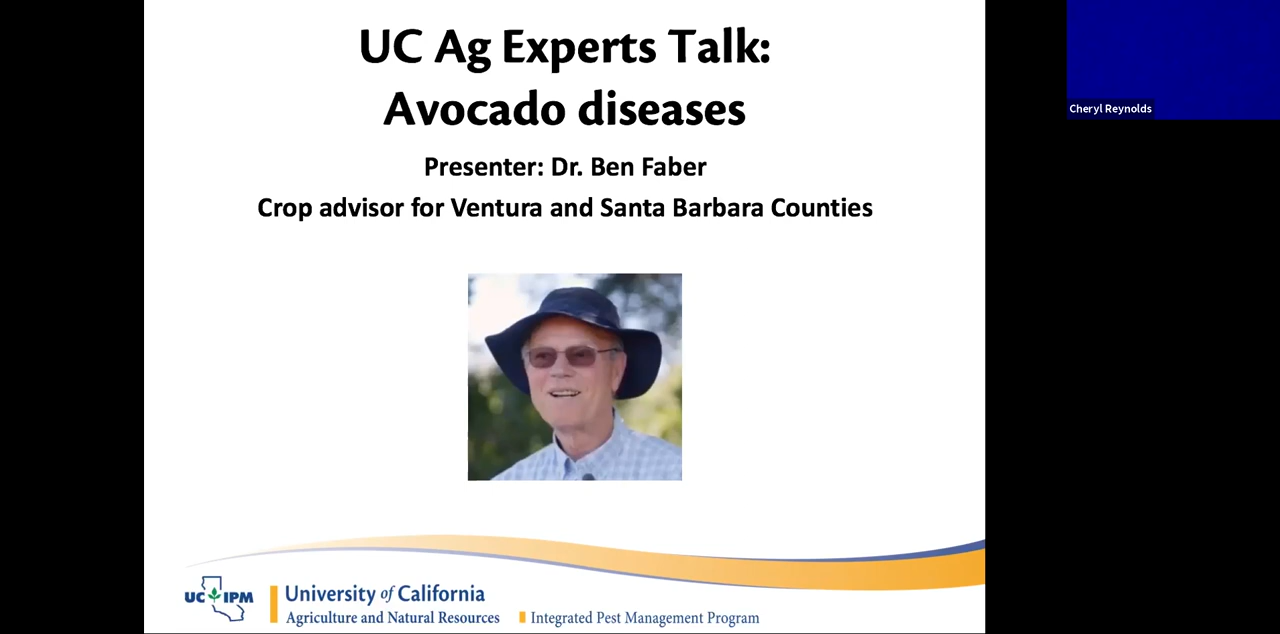 UC Ag Experts Talk:
Avocado diseases
Presenter: Dr. Ben Faber
Crop advisor for Ventura and Santa Barbara Counties
Cheryl Reynolds
UC IPM
University of California
Agriculture and Natural Resources
Integrated Pest Management Program